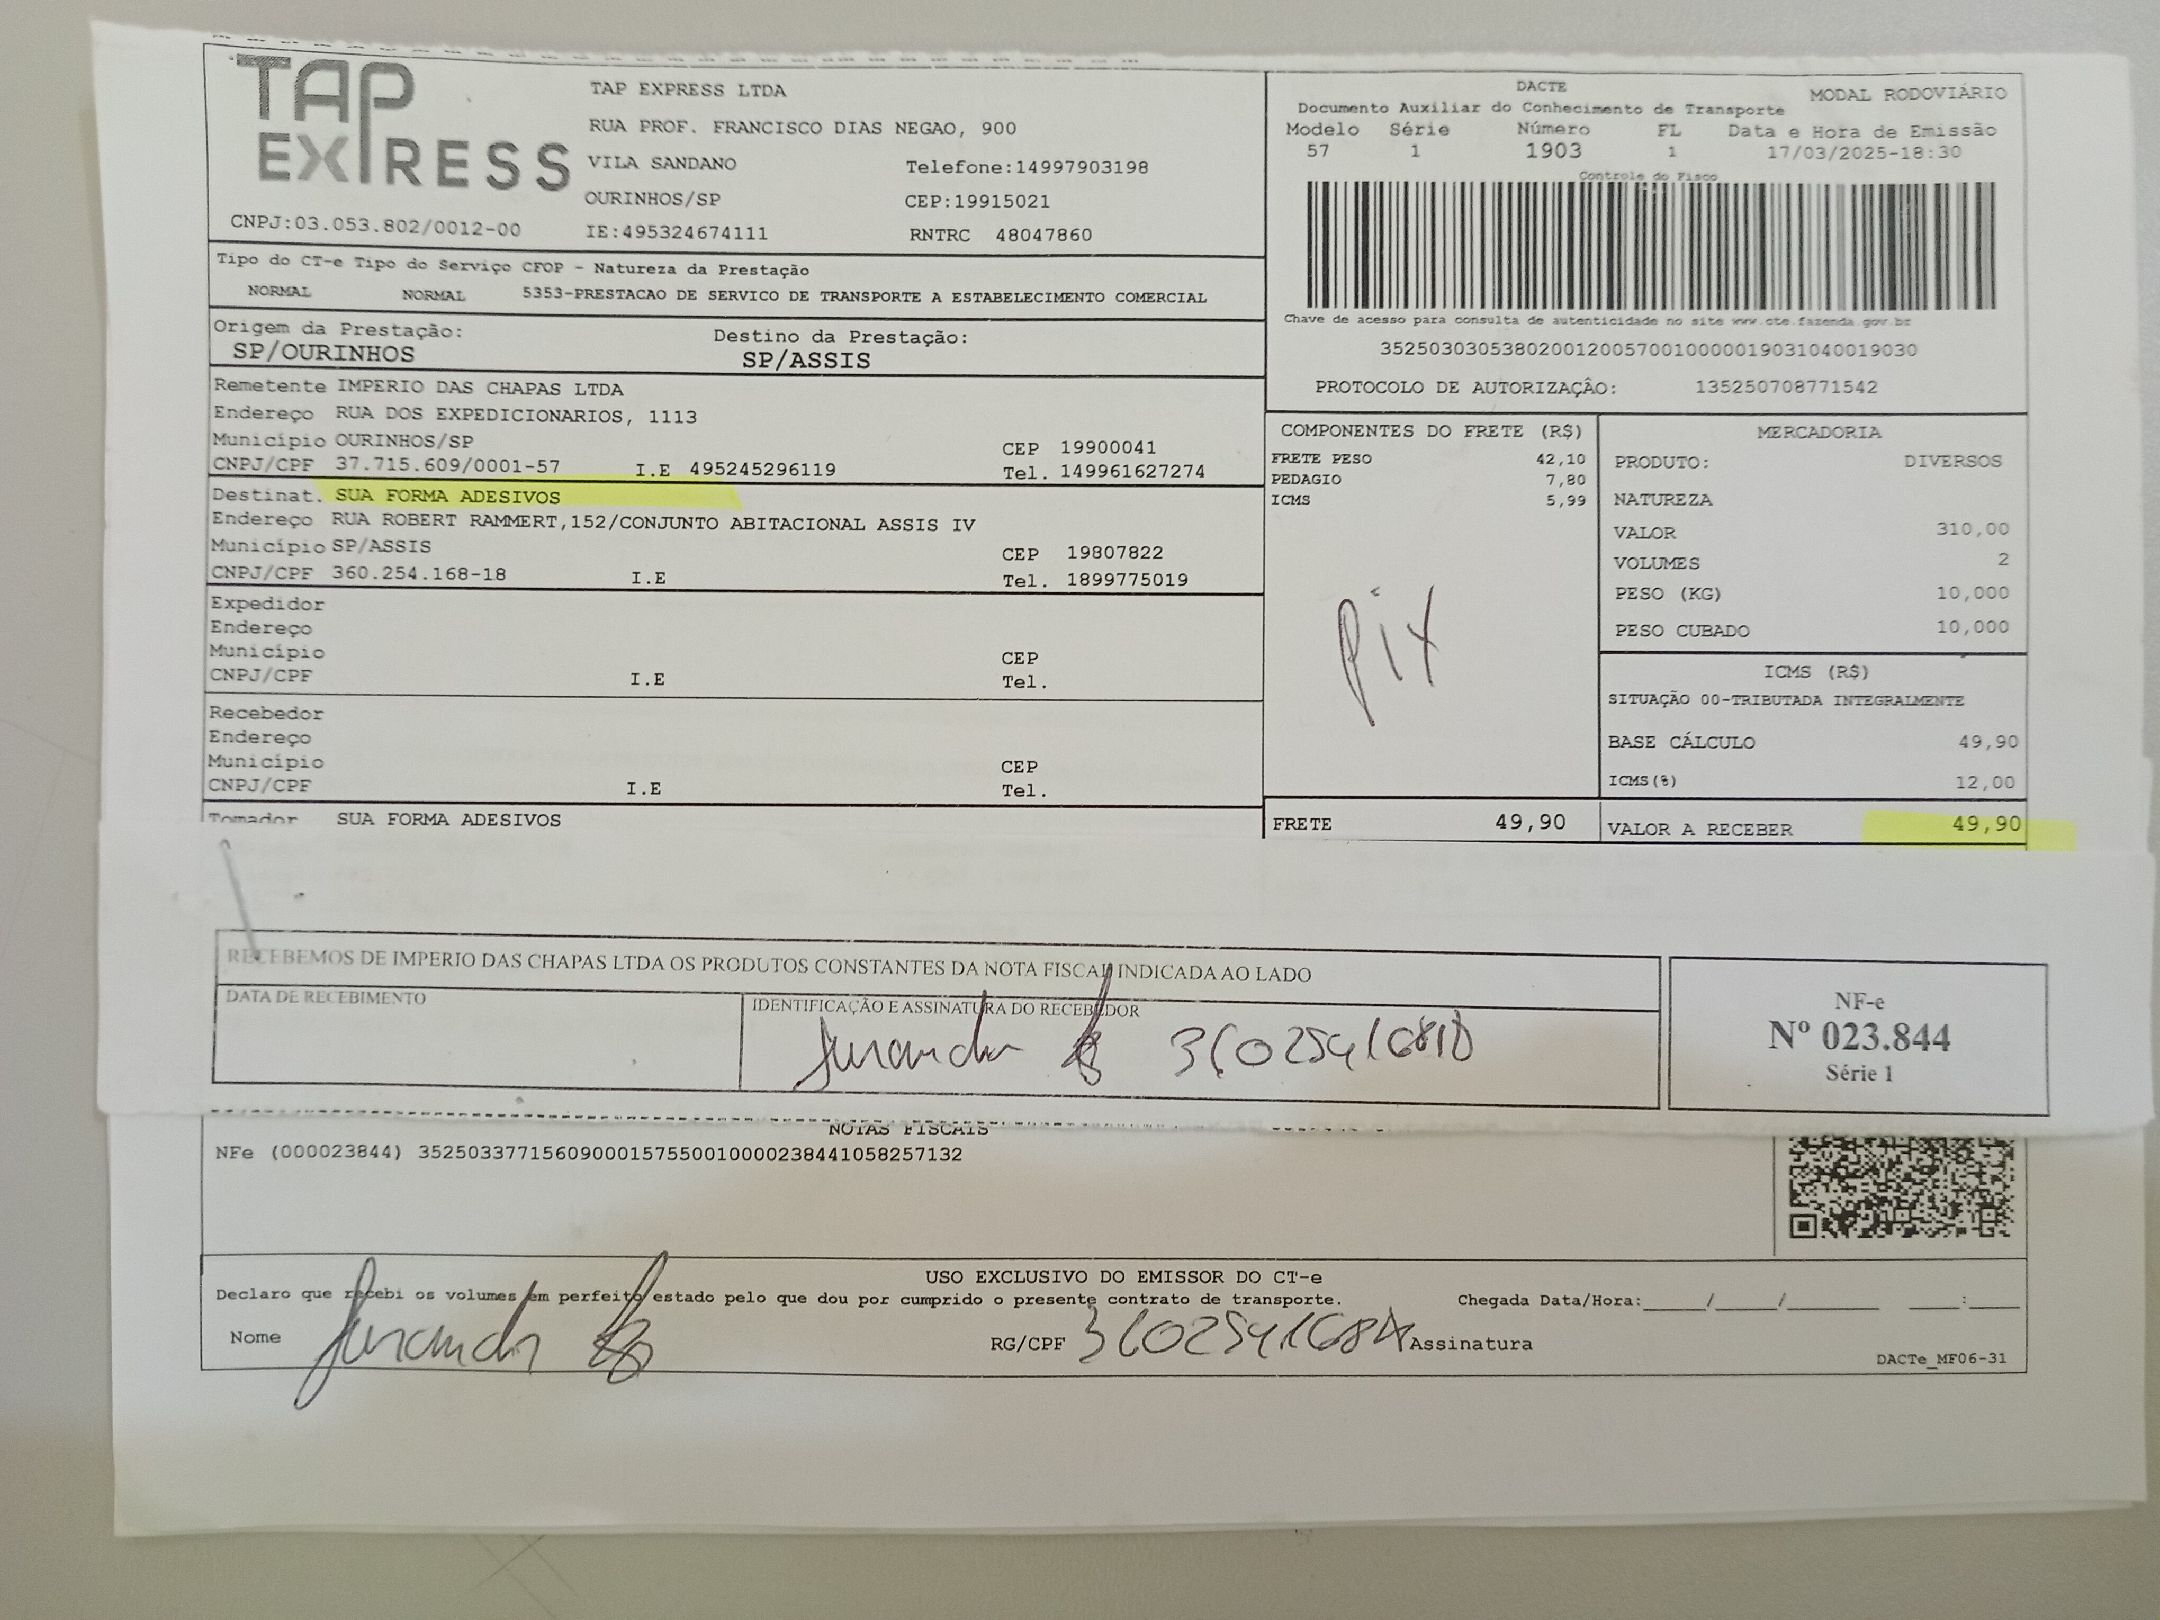 TAP EXPRESS
TAP EXPRESS LTDA
RUA PROF. FRANCISCO DIAS NEGAO, 900
VILA SANDANO Telefone:14997903198
OURINHOS/SP CEP:19915021
CNPJ:03.053.802/0012-00 IE:495324674111 RNTRC 48047860
DACTE MODAL RODOVIÁRIO
Documento Auxiliar do Conhecimento de Transporte
Modelo Série Número FL Data e Hora de Emissão
57 1 1903 1 17/03/2025-18:30
Controle do Fisco
Chave de acesso para consulta de autenticidade no site www.cte.fazenda.gov.br
35250303053802001200570010000019031040019030
PROTOCOLO DE AUTORIZAÇÂO: 135250708771542
Tipo do CT-e Tipo do Serviço CFOP - Natureza da Prestação
NORMAL NORMAL 5353-PRESTACAO DE SERVICO DE TRANSPORTE A ESTABELECIMENTO COMERCIAL
Origem da Prestação: Destino da Prestação:
SP/OURINHOS SP/ASSIS
Remetente IMPERIO DAS CHAPAS LTDA
Endereço RUA DOS EXPEDICIONARIOS, 1113
Município OURINHOS/SP CEP 19900041
CNPJ/CPF 37.715.609/0001-57 I.E 495245296119 Tel. 149961627274
Destinat. SUA FORMA ADESIVOS
Endereço RUA ROBERT RAMMERT,152/CONJUNTO ABITACIONAL ASSIS IV
Município SP/ASSIS CEP 19807822
CNPJ/CPF 360.254.168-18 I.E Tel. 1899775019
Expedidor
Endereço
Município CEP
CNPJ/CPF I.E Tel.
Recebedor
Endereço
Município CEP
CNPJ/CPF I.E Tel.
Tomador SUA FORMA ADESIVOS
COMPONENTES DO FRETE (R$)
FRETE PESO 42,10
PEDAGIO 7,80
ICMS 5,99
pix
FRETE 49,90
MERCADORIA
PRODUTO: DIVERSOS
NATUREZA
VALOR 310,00
VOLUMES 2
PESO (KG) 10,000
PESO CUBADO 10,000
ICMS (R$)
SITUAÇÃO 00-TRIBUTADA INTEGRALMENTE
BASE CÁLCULO 49,90
ICMS(%) 12,00
VALOR A RECEBER 49,90
RECEBEMOS DE IMPERIO DAS CHAPAS LTDA OS PRODUTOS CONSTANTES DA NOTA FISCAL INDICADA AO LADO
DATA DE RECEBIMENTO IDENTIFICAÇÃO E ASSINATURA DO RECEBEDOR
36025416818
NF-e
Nº 023.844
Série 1
NOTAS FISCAIS
NFe (000023844) 35250337715609000157550010000238441058257132
USO EXCLUSIVO DO EMISSOR DO CT-e
Declaro que recebi os volumes em perfeito estado pelo que dou por cumprido o presente contrato de transporte. Chegada Data/Hora:____/____/______ ___:___
Nome RG/CPF Assinatura
DACTe_MF06-31